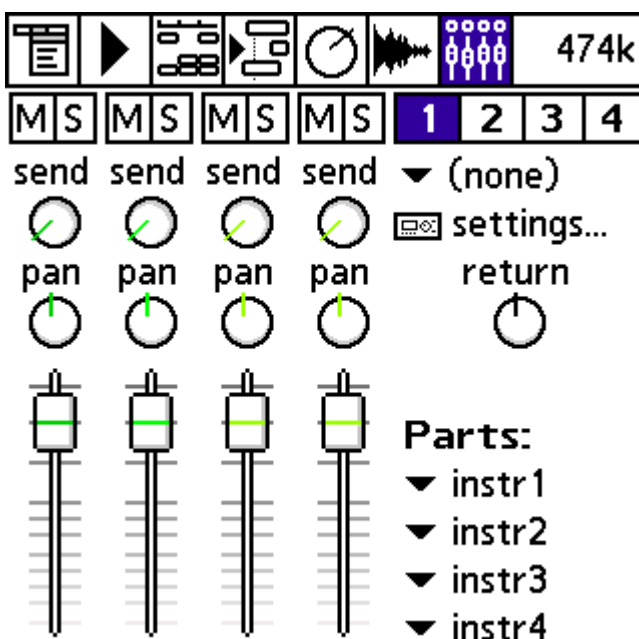 474k
M S M S M S M S 1 2 3 4
send send send send (none)
settings...
pan pan pan pan return
Parts:
instr1
instr2
instr3
instr4